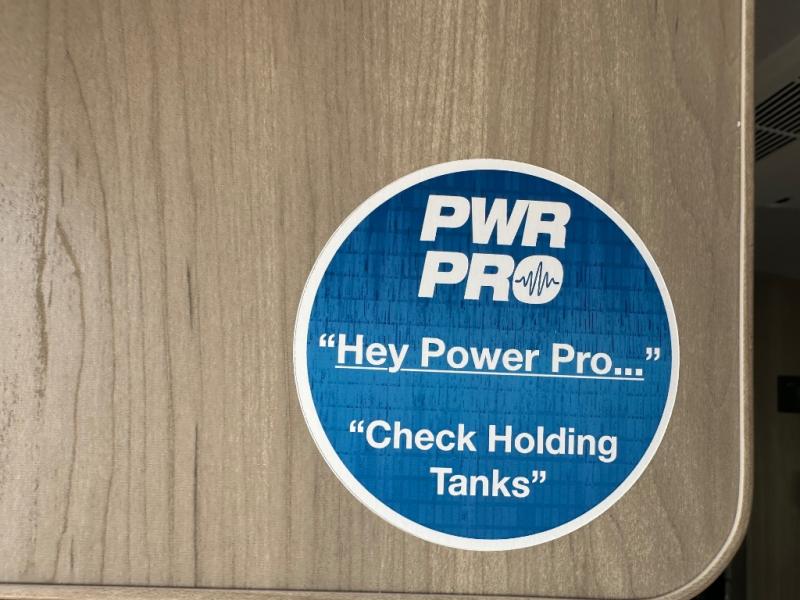 PWR
PRO
“Hey Power Pro...”
“Check Holding
Tanks”